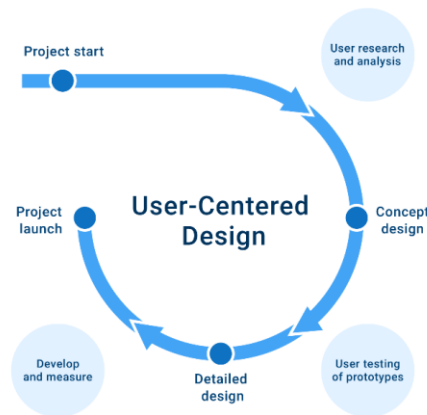 Project start
User research
and analysis
User-Centered
Design
Project
launch
Concept
design
Develop
and measure
Detailed
design
User testing
of prototypes